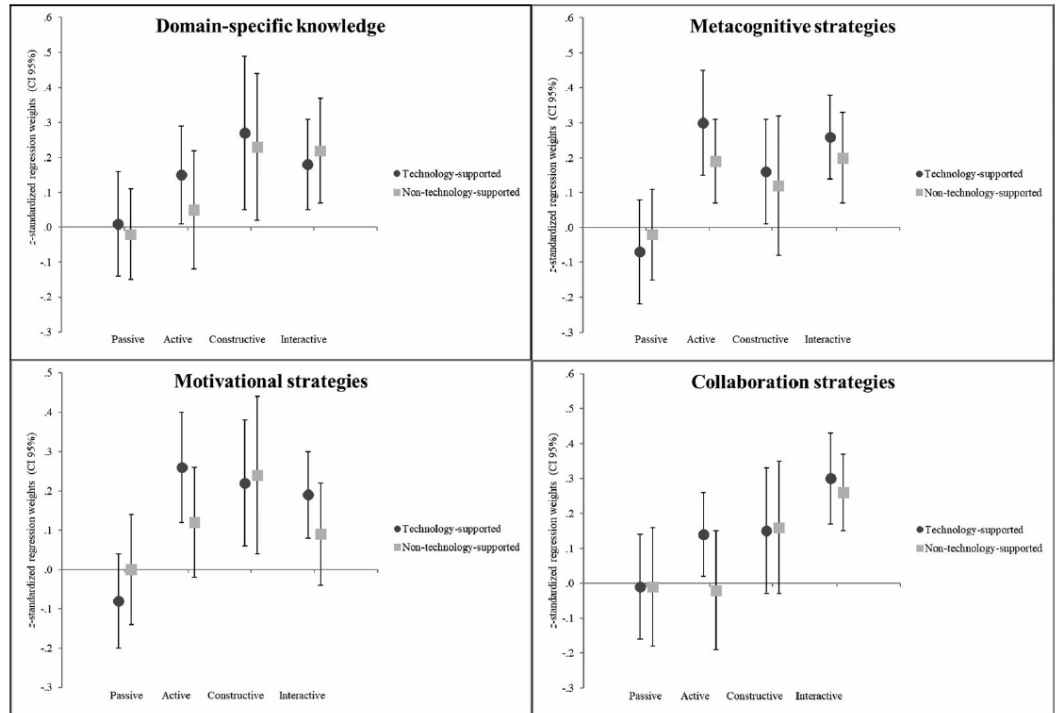 Domain-specific knowledge
z-standardized regression weights (CI 95%)
.6
.5
.4
.3
.2
.1
.0
-.1
-.2
-.3
Passive Active Constructive Interactive
Technology-supported
Non-technology-supported
Metacognitive strategies
z-standardized regression weights (CI 95%)
.6
.5
.4
.3
.2
.1
.0
-.1
-.2
-.3
Passive Active Constructive Interactive
Technology-supported
Non-technology-supported
Motivational strategies
z-standardized regression weights (CI 95%)
.5
.4
.3
.2
.1
.0
-.1
-.2
-.3
Passive Active Constructive Interactive
Technology-supported
Non-technology-supported
Collaboration strategies
z-standardized regression weights (CI 95%)
.6
.5
.4
.3
.2
.1
.0
-.1
-.2
-.3
Passive Active Constructive Interactive
Technology-supported
Non-technology-supported